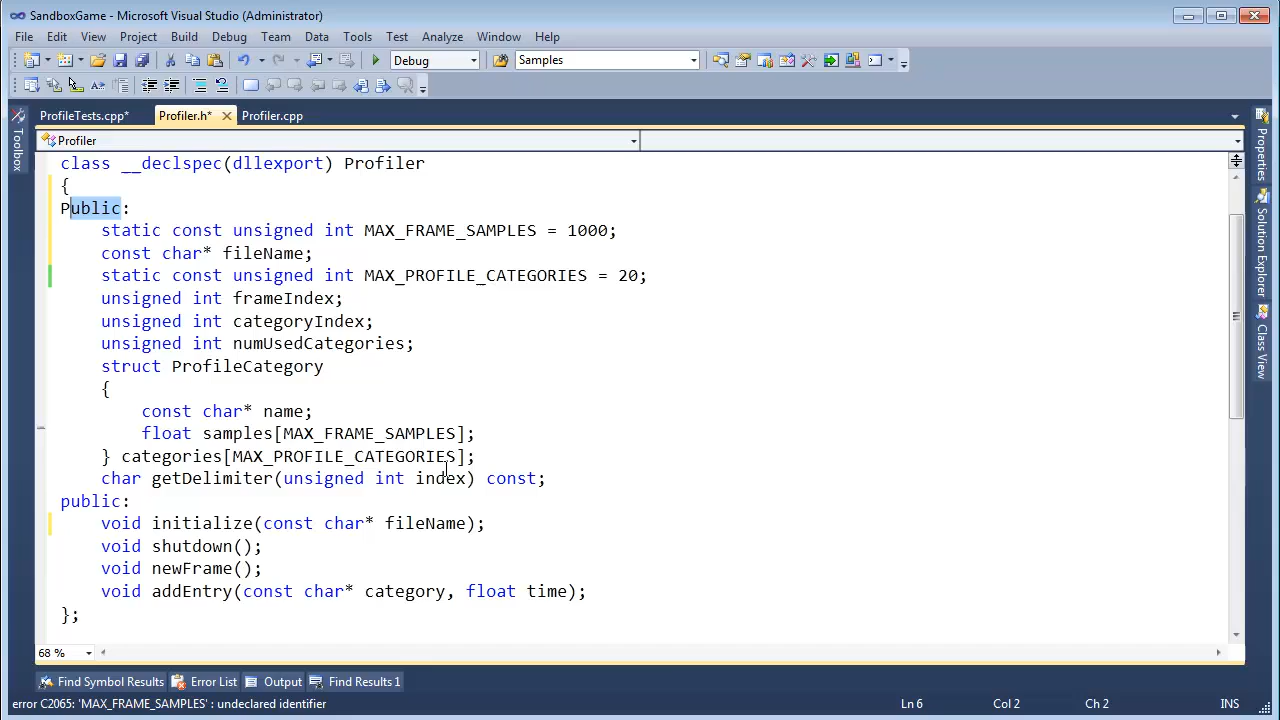 SandboxGame - Microsoft Visual Studio (Administrator)
File Edit View Project Build Debug Team Data Tools Test Analyze Window Help
Debug Samples
ProfileTests.cpp* Profiler.h* Profiler.cpp
Toolbox
Profiler
class __declspec(dllexport) Profiler
{
Public:
static const unsigned int MAX_FRAME_SAMPLES = 1000;
const char* fileName;
static const unsigned int MAX_PROFILE_CATEGORIES = 20;
unsigned int frameIndex;
unsigned int categoryIndex;
unsigned int numUsedCategories;
struct ProfileCategory
{
const char* name;
float samples[MAX_FRAME_SAMPLES];
} categories[MAX_PROFILE_CATEGORIES];
char getDelimiter(unsigned int index) const;
public:
void initialize(const char* fileName);
void shutdown();
void newFrame();
void addEntry(const char* category, float time);
};
Properties
Solution Explorer
Class View
68 %
Find Symbol Results Error List Output Find Results 1
error C2065: 'MAX_FRAME_SAMPLES' : undeclared identifier Ln 6 Col 2 Ch 2 INS